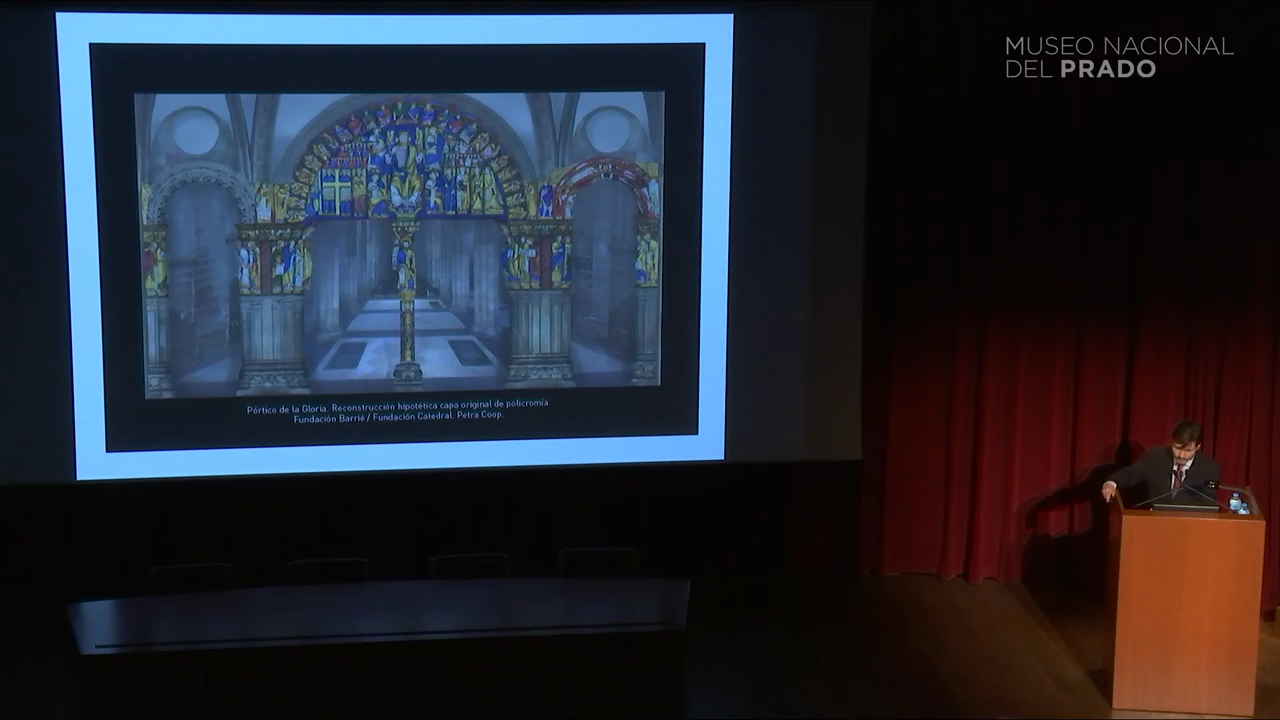 MUSEO NACIONAL
DEL PRADO
Pórtico de la Gloria. Reconstrucción hipotética capa original de policromía
Fundación Barrié / Fundación Catedral. Petra Coop.